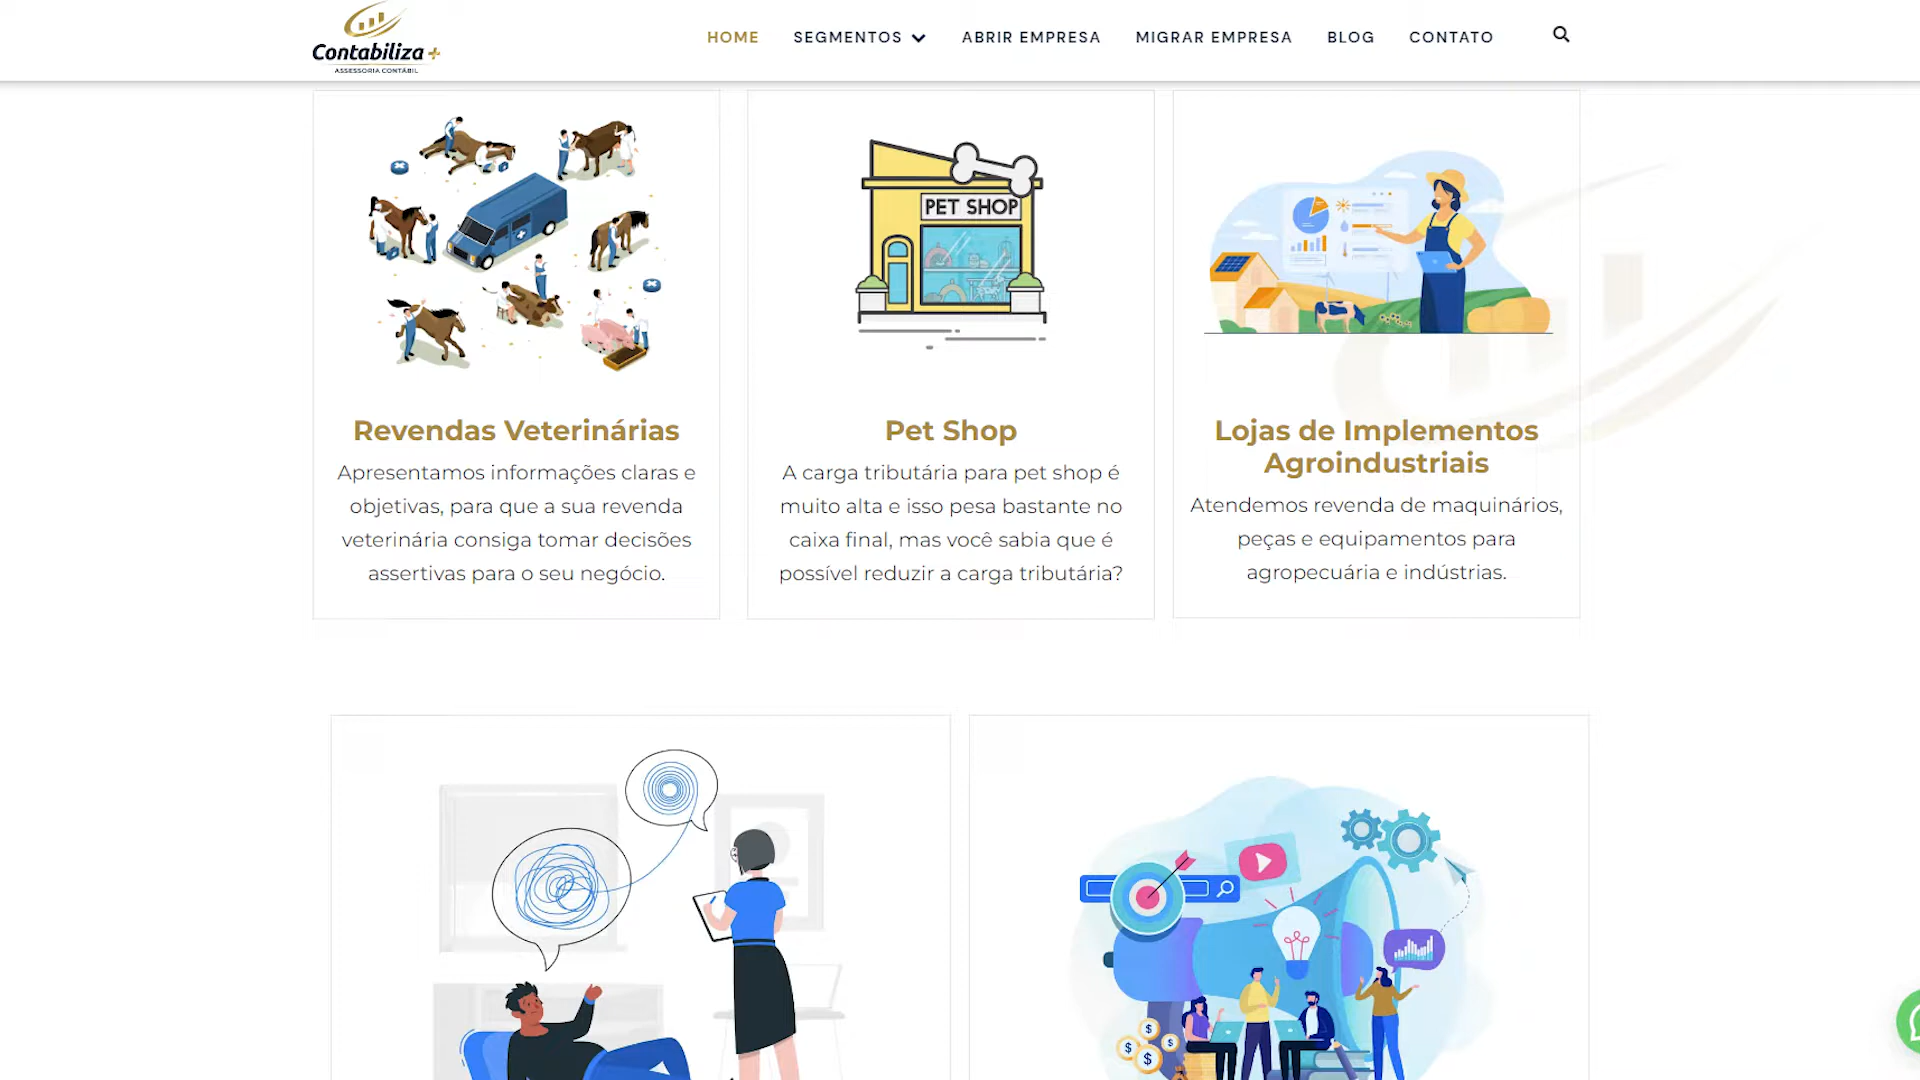 Contabiliza+
ASSESSORIA CONTÁBIL
HOME
SEGMENTOS
ABRIR EMPRESA
MIGRAR EMPRESA
BLOG
CONTATO
PET SHOP
Revendas Veterinárias
Apresentamos informações claras e
objetivas, para que a sua revenda
veterinária consiga tomar decisões
assertivas para o seu negócio.
Pet Shop
A carga tributária para pet shop é
muito alta e isso pesa bastante no
caixa final, mas você sabia que é
possível reduzir a carga tributária?
Lojas de Implementos
Agroindustriais
Atendemos revenda de maquinários,
peças e equipamentos para
agropecuária e indústrias.